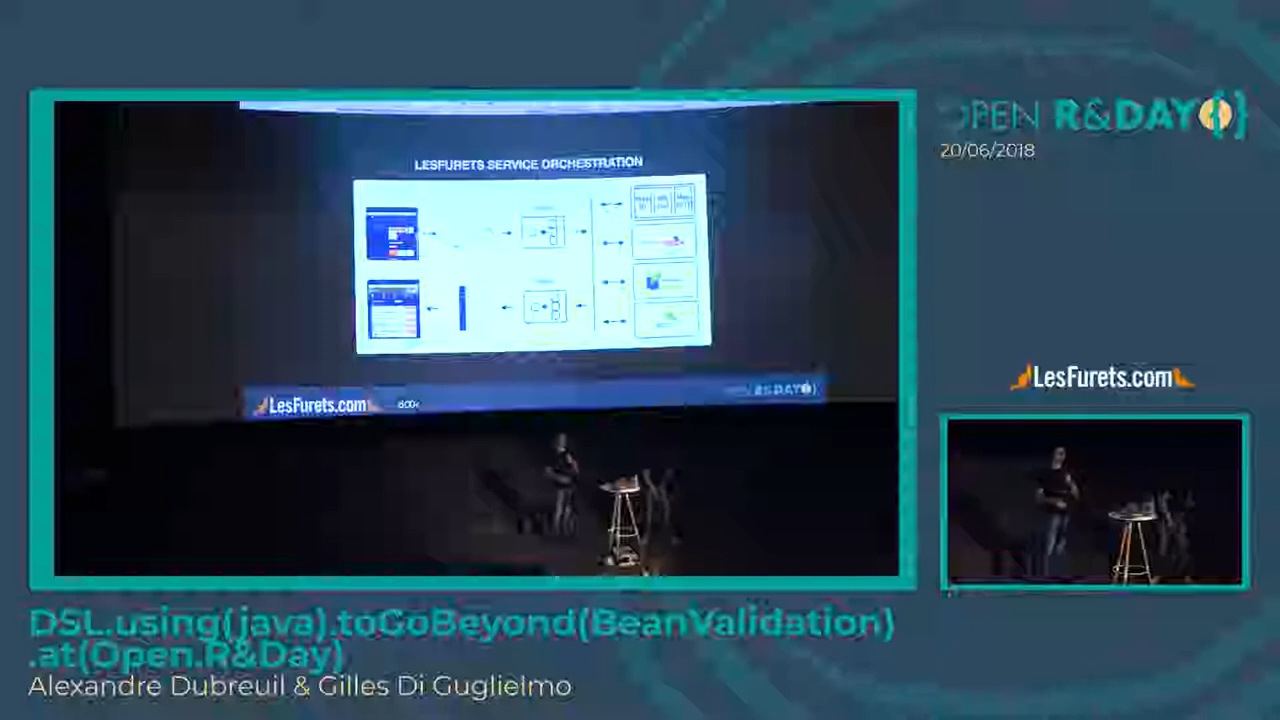 OPEN R&DAY{}
20/06/2018
LESFURETS SERVICE ORCHESTRATION
LesFurets.com
LesFurets.com
DSL.using(java).toGoBeyond(BeanValidation)
.at(Open.R&Day)
Alexandre Dubreuil & Gilles Di Guglielmo